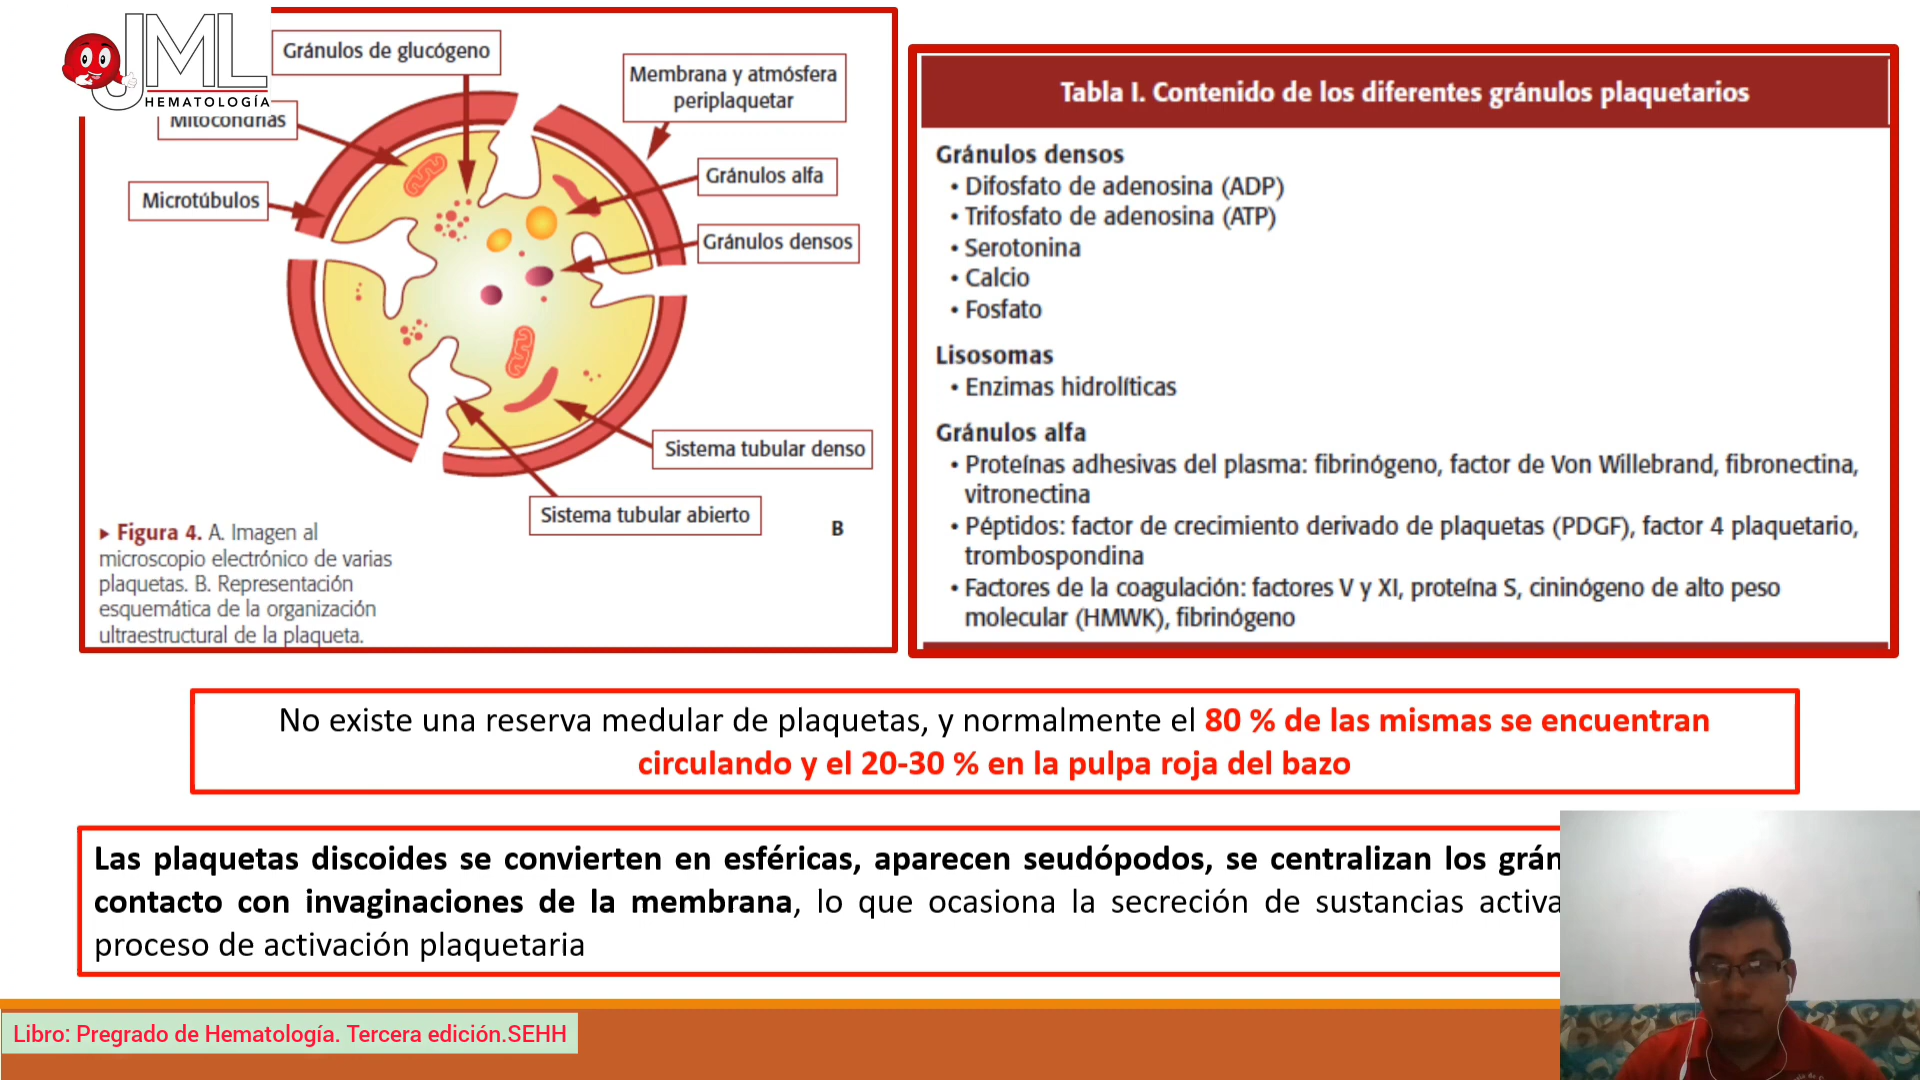 JML
HEMATOLOGÍA
Gránulos de glucógeno
Mitocondrias
Microtúbulos
Membrana y atmósfera
periplaquetar
Gránulos alfa
Gránulos densos
Sistema tubular denso
Sistema tubular abierto
B
▸ Figura 4. A. Imagen al
microscopio electrónico de varias
plaquetas. B. Representación
esquemática de la organización
ultraestructural de la plaqueta.
Tabla I. Contenido de los diferentes gránulos plaquetarios
Gránulos densos
• Difosfato de adenosina (ADP)
• Trifosfato de adenosina (ATP)
• Serotonina
• Calcio
• Fosfato
Lisosomas
• Enzimas hidrolíticas
Gránulos alfa
• Proteínas adhesivas del plasma: fibrinógeno, factor de Von Willebrand, fibronectina,
vitronectina
• Péptidos: factor de crecimiento derivado de plaquetas (PDGF), factor 4 plaquetario,
trombospondina
• Factores de la coagulación: factores V y XI, proteína S, cininógeno de alto peso
molecular (HMWK), fibrinógeno
No existe una reserva medular de plaquetas, y normalmente el 80 % de las mismas se encuentran
circulando y el 20-30 % en la pulpa roja del bazo
Las plaquetas discoides se convierten en esféricas, aparecen seudópodos, se centralizan los grán
contacto con invaginaciones de la membrana, lo que ocasiona la secreción de sustancias activa
proceso de activación plaquetaria
Libro: Pregrado de Hematología. Tercera edición.SEHH